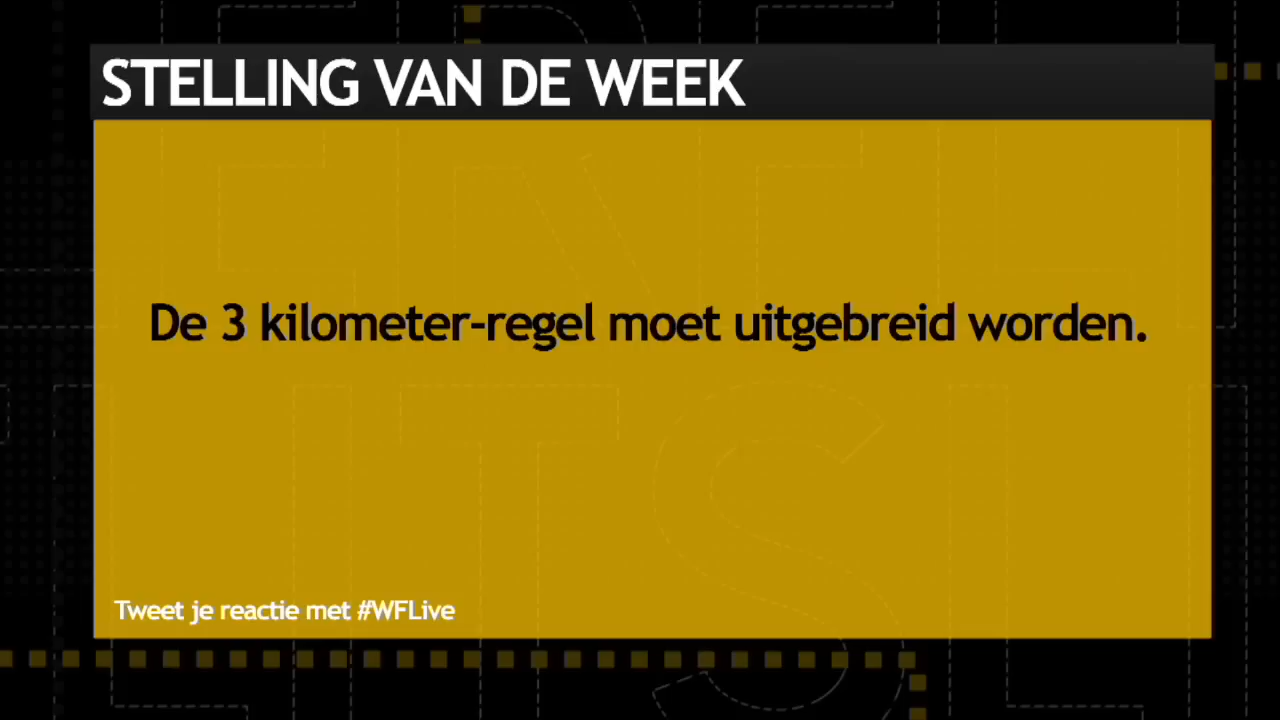 STELLING VAN DE WEEK
De 3 kilometer-regel moet uitgebreid worden.
Tweet je reactie met #WFLive